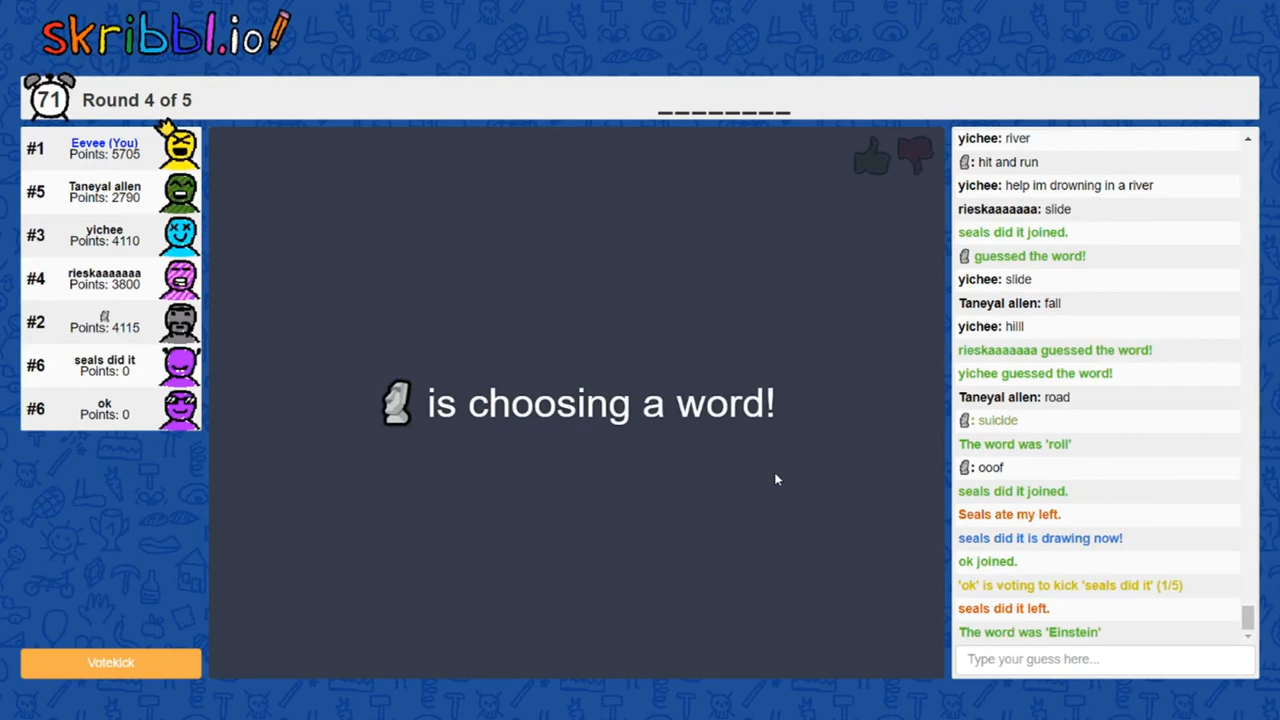 skribbl.io
71
Round 4 of 5
________
#1
Eevee (You)
Points: 5705
#5
Taneyal allen
Points: 2790
#3
yichee
Points: 4110
#4
rieskaaaaaaa
Points: 3800
#2
🗿
Points: 4115
#6
seals did it
Points: 0
#6
ok
Points: 0
Votekick
🗿 is choosing a word!
yichee: river
🗿: hit and run
yichee: help im drowning in a river
rieskaaaaaaa: slide
seals did it joined.
🗿 guessed the word!
yichee: slide
Taneyal allen: fall
yichee: hilll
rieskaaaaaaa guessed the word!
yichee guessed the word!
Taneyal allen: road
🗿: suicide
The word was 'roll'
🗿: ooof
seals did it joined.
Seals ate my left.
seals did it is drawing now!
ok joined.
'ok' is voting to kick 'seals did it' (1/5)
seals did it left.
The word was 'Einstein'
Type your guess here...